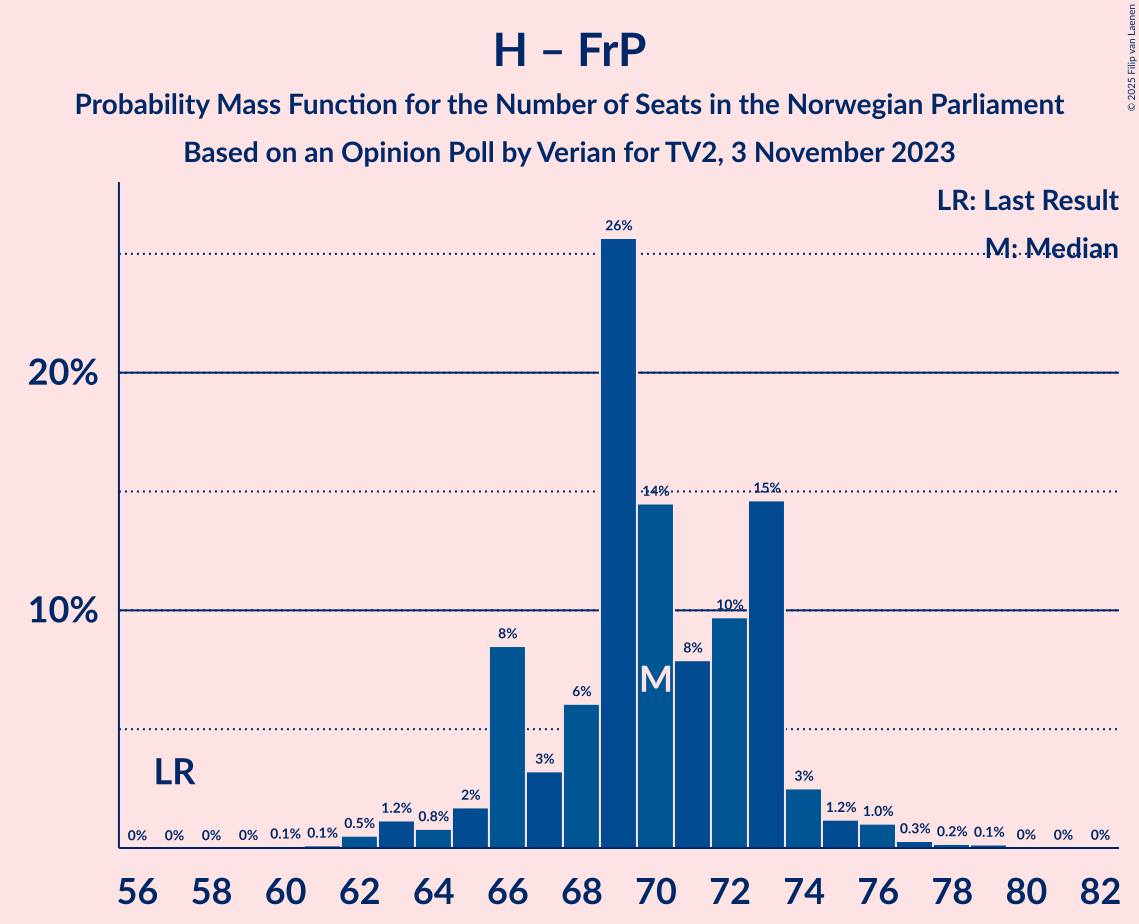 H – FrP
Probability Mass Function for the Number of Seats in the Norwegian Parliament
Based on an Opinion Poll by Verian for TV2, 3 November 2023
© 2025 Filip van Laenen
LR: Last Result
M: Median
20%
10%
0% 0% 0% 0% 0.1% 0.1% 0.5% 1.2% 0.8% 2% 8% 3% 6% 26% 14% 8% 10% 15% 3% 1.2% 1.0% 0.3% 0.2% 0.1% 0% 0% 0%
LR
M
56 58 60 62 64 66 68 70 72 74 76 78 80 82